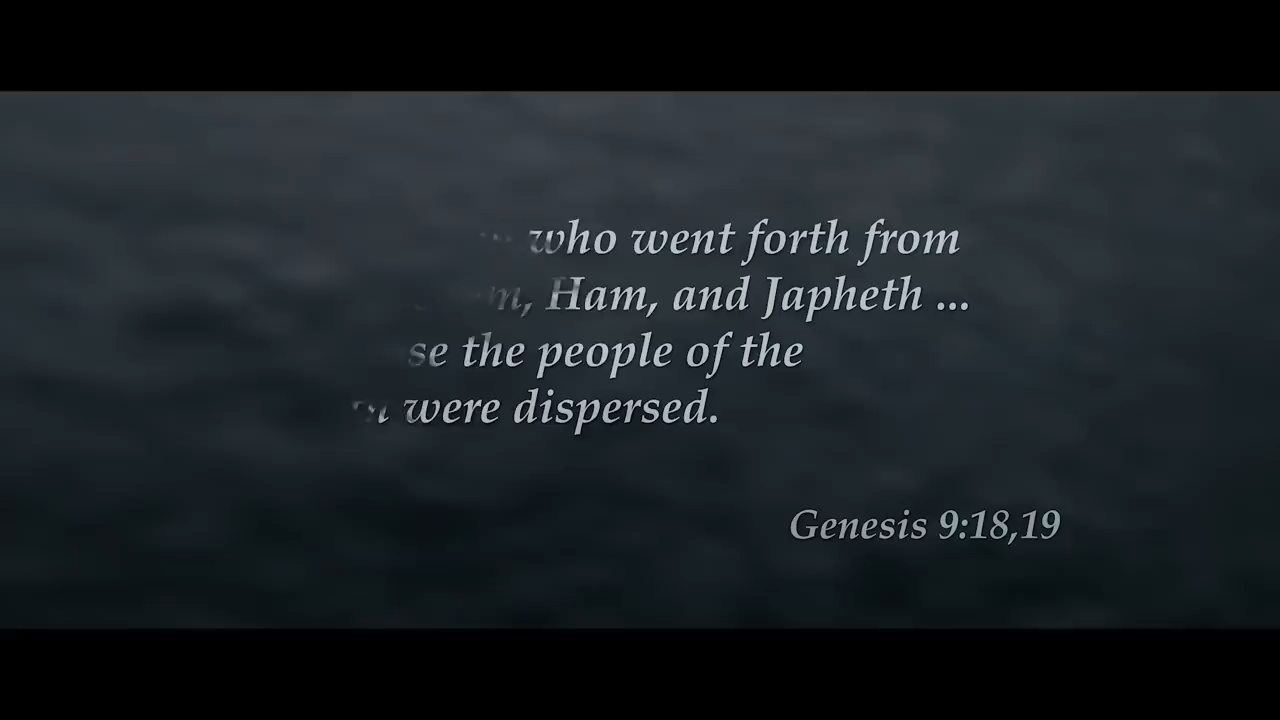 who went forth from
Ham, and Japheth ...
se the people of the
were dispersed.
Genesis 9:18,19